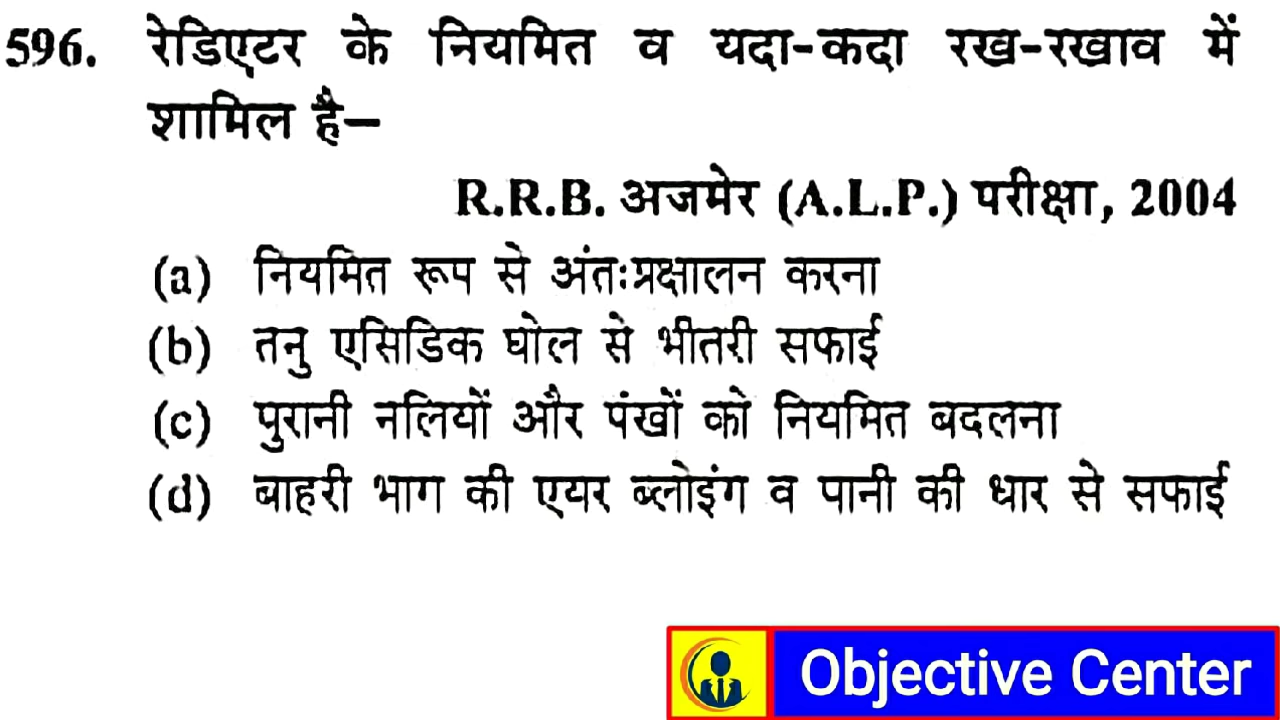 596. रेडिएटर के नियमित व यदा-कदा रख-रखाव में
शामिल है–
R.R.B. अजमेर (A.L.P.) परीक्षा, 2004
(a) नियमित रूप से अंतःप्रक्षालन करना
(b) तनु एसिडिक घोल से भीतरी सफाई
(c) पुरानी नलियों और पंखों को नियमित बदलना
(d) बाहरी भाग की एयर ब्लोइंग व पानी की धार से सफाई
Objective Center